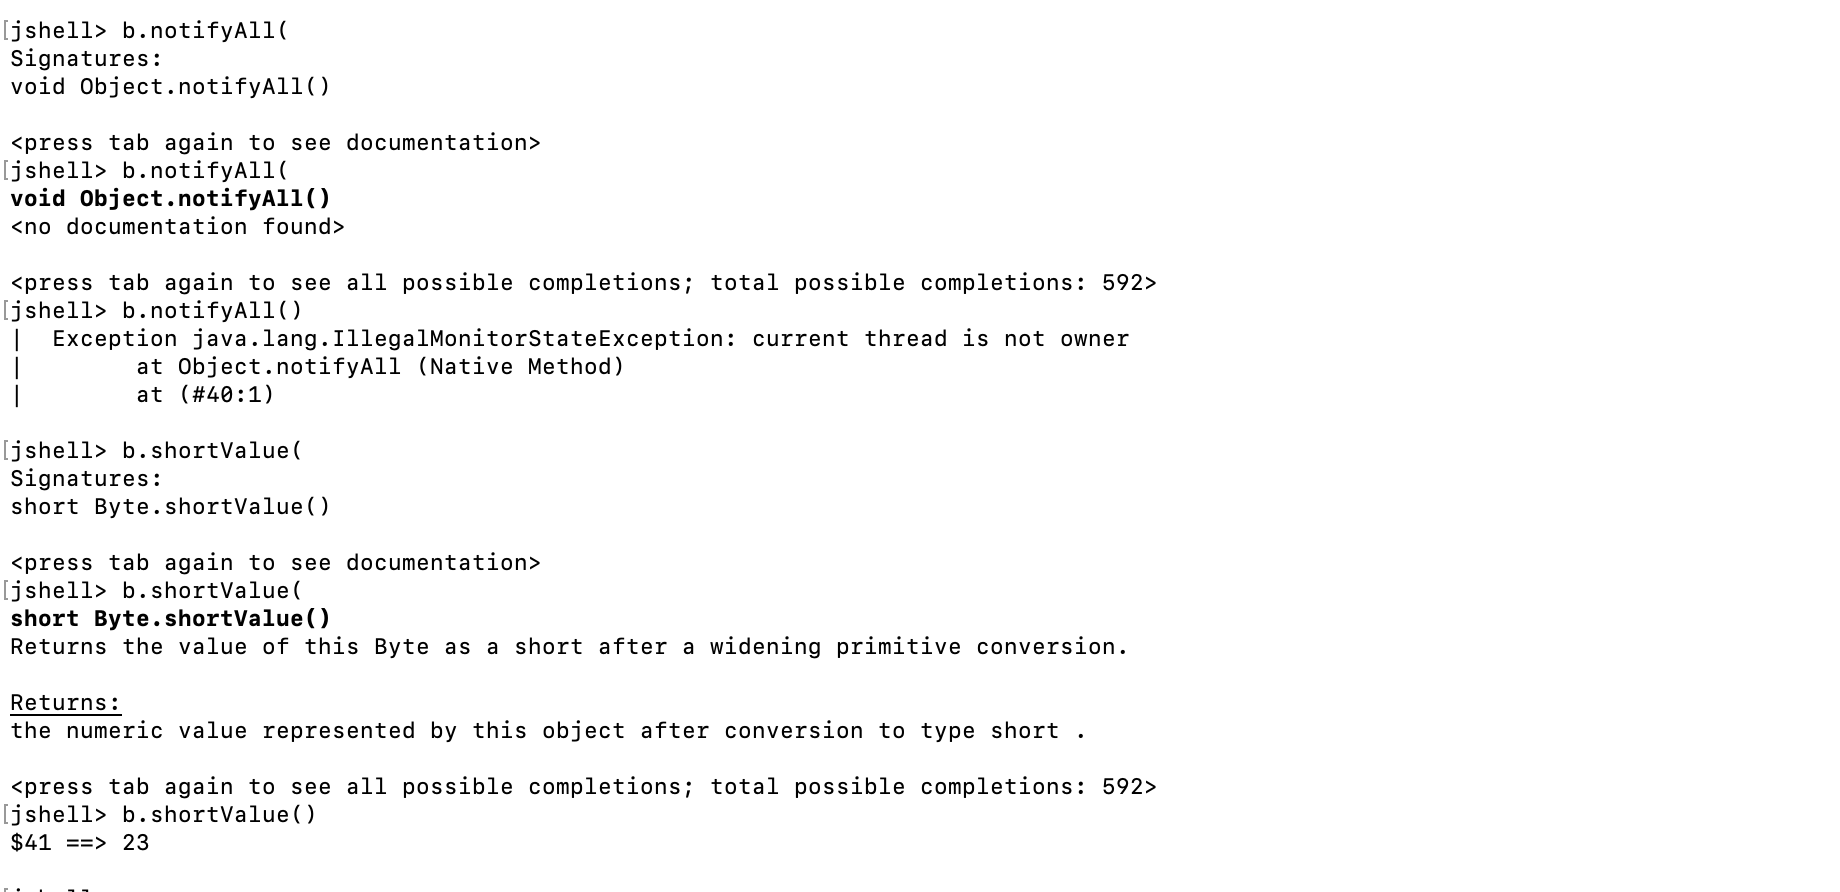 [jshell> b.notifyAll(
Signatures:
void Object.notifyAll()
<press tab again to see documentation>
[jshell> b.notifyAll(
void Object.notifyAll()
<no documentation found>
<press tab again to see all possible completions; total possible completions: 592>
[jshell> b.notifyAll()
|  Exception java.lang.IllegalMonitorStateException: current thread is not owner
|        at Object.notifyAll (Native Method)
|        at (#40:1)
[jshell> b.shortValue(
Signatures:
short Byte.shortValue()
<press tab again to see documentation>
[jshell> b.shortValue(
short Byte.shortValue()
Returns the value of this Byte as a short after a widening primitive conversion.
Returns:
the numeric value represented by this object after conversion to type short .
<press tab again to see all possible completions; total possible completions: 592>
[jshell> b.shortValue()
$41 ==> 23